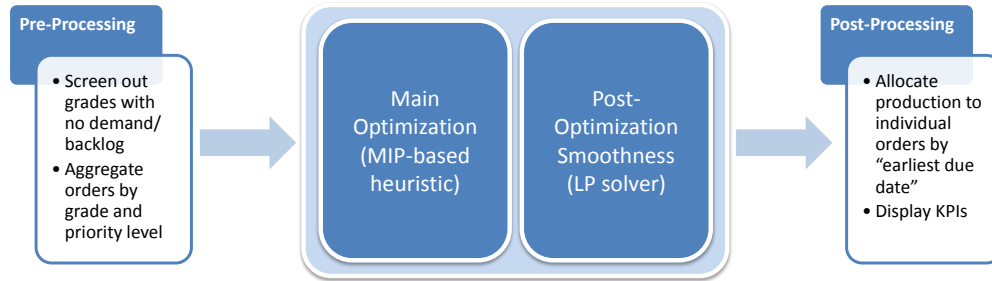 Pre-Processing
• Screen out
grades with
no demand/
backlog
• Aggregate
orders by
grade and
priority level
Main
Optimization
(MIP-based
heuristic)
Post-
Optimization
Smoothness
(LP solver)
Post-Processing
• Allocate
production to
individual
orders by
“earliest due
date”
• Display KPIs